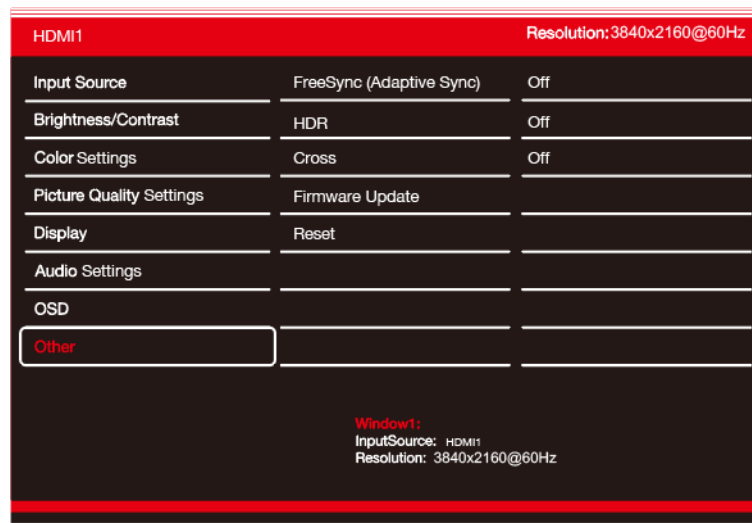 HDMI1 Resolution:3840x2160@60Hz
Input Source FreeSync (Adaptive Sync) Off
Brightness/Contrast HDR Off
Color Settings Cross Off
Picture Quality Settings Firmware Update
Display Reset
Audio Settings
OSD
Other
Window1:
InputSource: HDMI1
Resolution: 3840x2160@60Hz